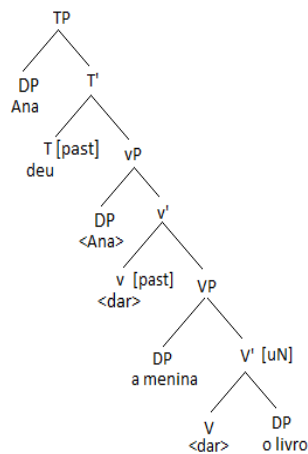 TP
DP T'
Ana
T [past] vP
deu
DP v'
<Ana>
v [past] VP
<dar>
DP V' [uN]
a menina
V DP
<dar> o livro